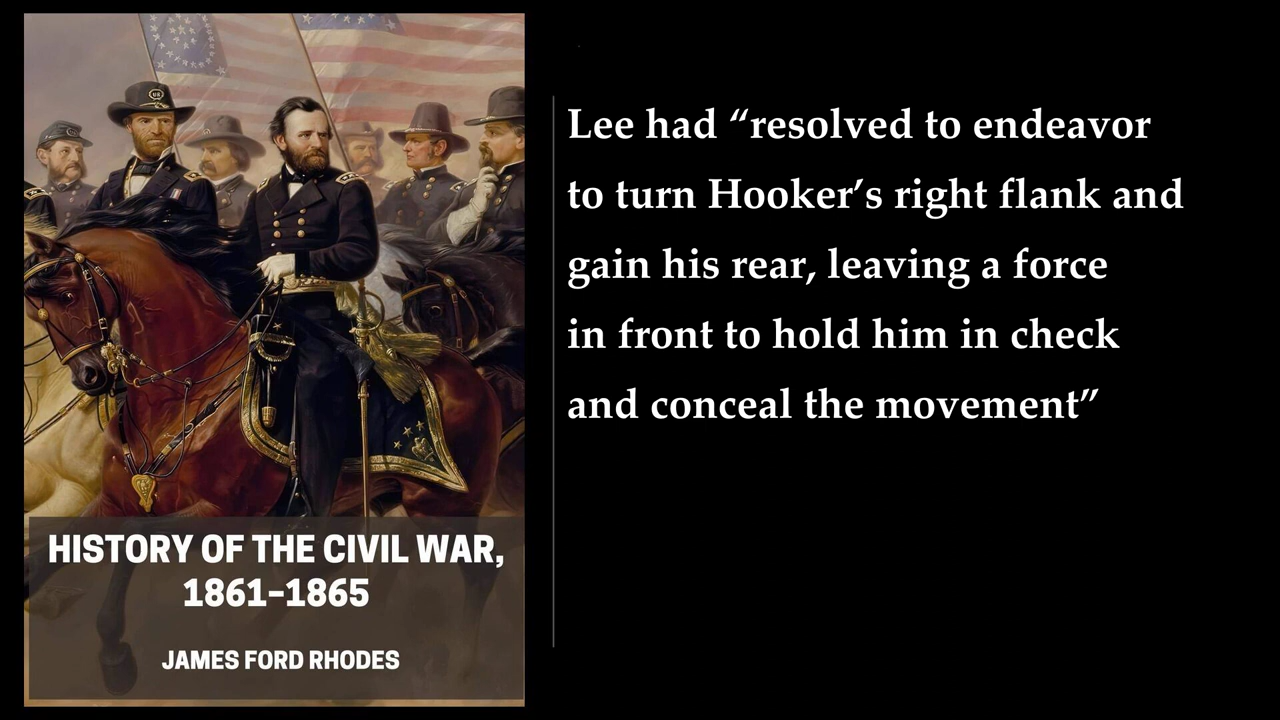 HISTORY OF THE CIVIL WAR,
1861–1865
JAMES FORD RHODES
Lee had “resolved to endeavor
to turn Hooker’s right flank and
gain his rear, leaving a force
in front to hold him in check
and conceal the movement”